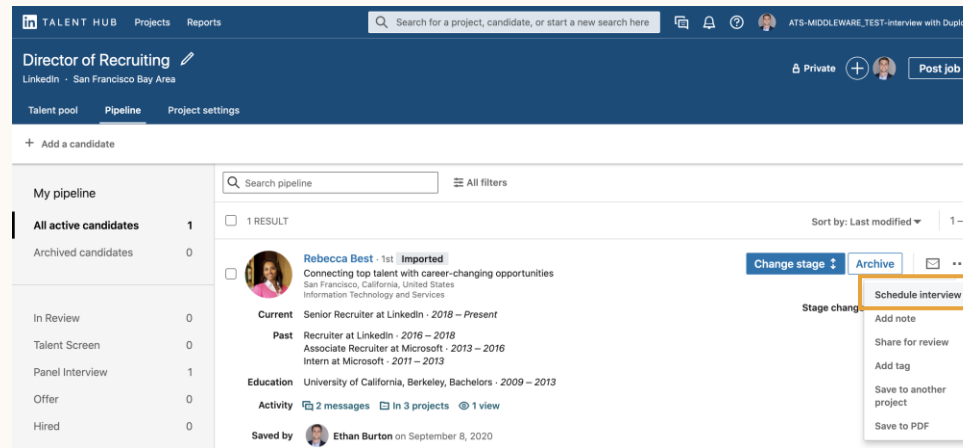 in TALENT HUB Projects Reports Search for a project, candidate, or start a new search here ATS-MIDDLEWARE_TEST-interview with Duplo
Director of Recruiting
LinkedIn · San Francisco Bay Area
Private
Post job
Talent pool Pipeline Project settings
+ Add a candidate
My pipeline
All active candidates 1
Archived candidates 0
In Review 0
Talent Screen 0
Panel Interview 1
Offer 0
Hired 0
Search pipeline All filters
1 RESULT Sort by: Last modified 1 –
Rebecca Best · 1st Imported
Connecting top talent with career-changing opportunities
San Francisco, California, United States
Information Technology and Services
Current Senior Recruiter at LinkedIn · 2018 – Present
Past Recruiter at LinkedIn · 2016 – 2018
Associate Recruiter at Microsoft · 2013 – 2016
Intern at Microsoft · 2011 – 2013
Education University of California, Berkeley, Bachelors · 2009 – 2013
Activity 2 messages In 3 projects 1 view
Saved by Ethan Burton on September 8, 2020
Change stage Archive
Stage chang
Schedule interview
Add note
Share for review
Add tag
Save to another
project
Save to PDF